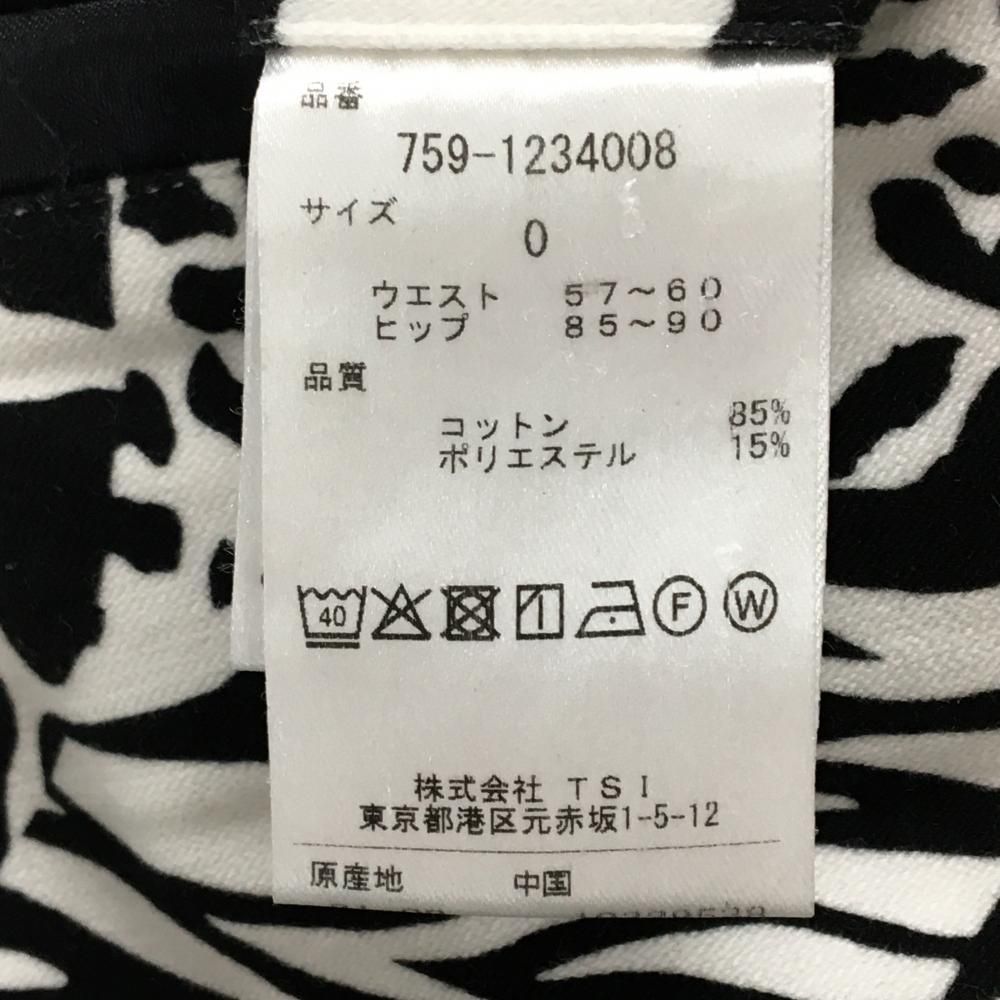 品番
759-1234008
サイズ
0
ウエスト 57~60
ヒップ 85~90
品質
コットン 85%
ポリエステル 15%
40 F W
株式会社 TSI
東京都港区元赤坂1-5-12
原産地 中国